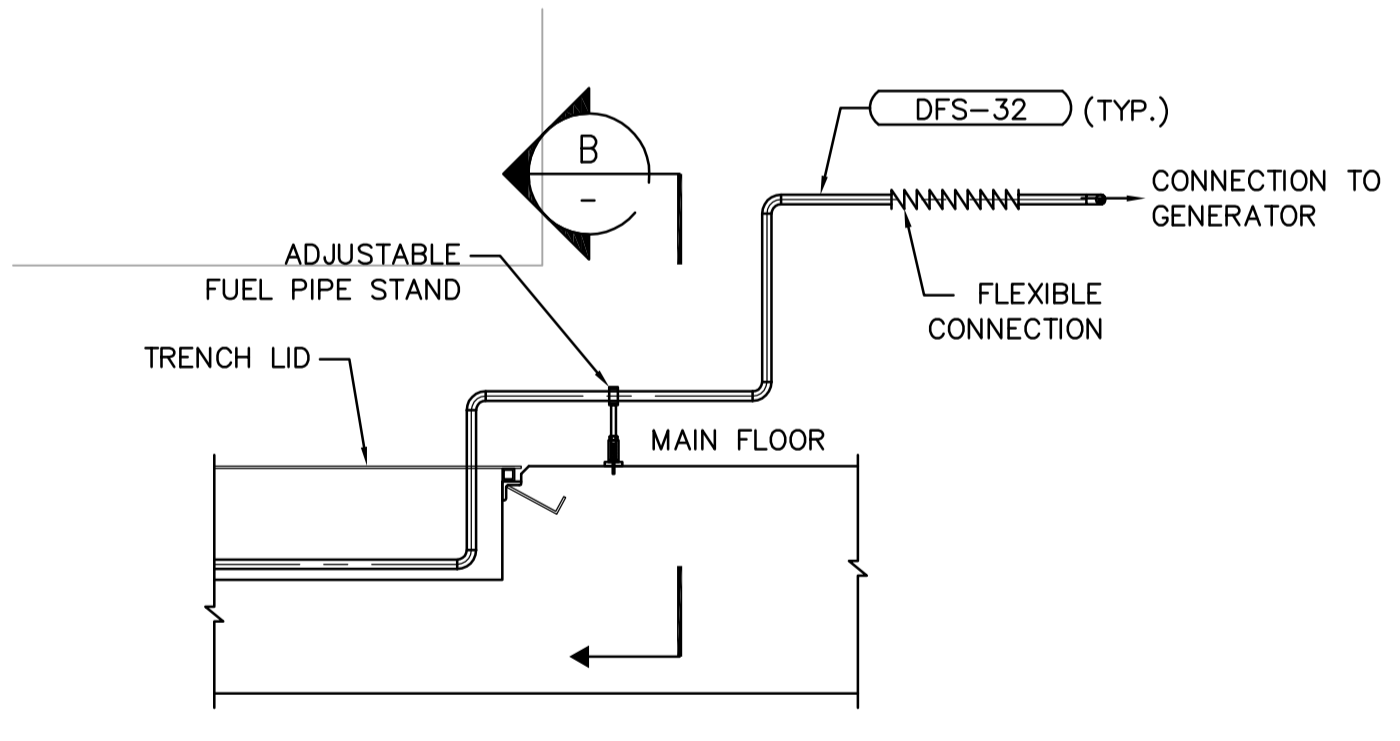 B
-
DFS-32 (TYP.)
CONNECTION TO
GENERATOR
ADJUSTABLE
FUEL PIPE STAND
FLEXIBLE
CONNECTION
TRENCH LID
MAIN FLOOR